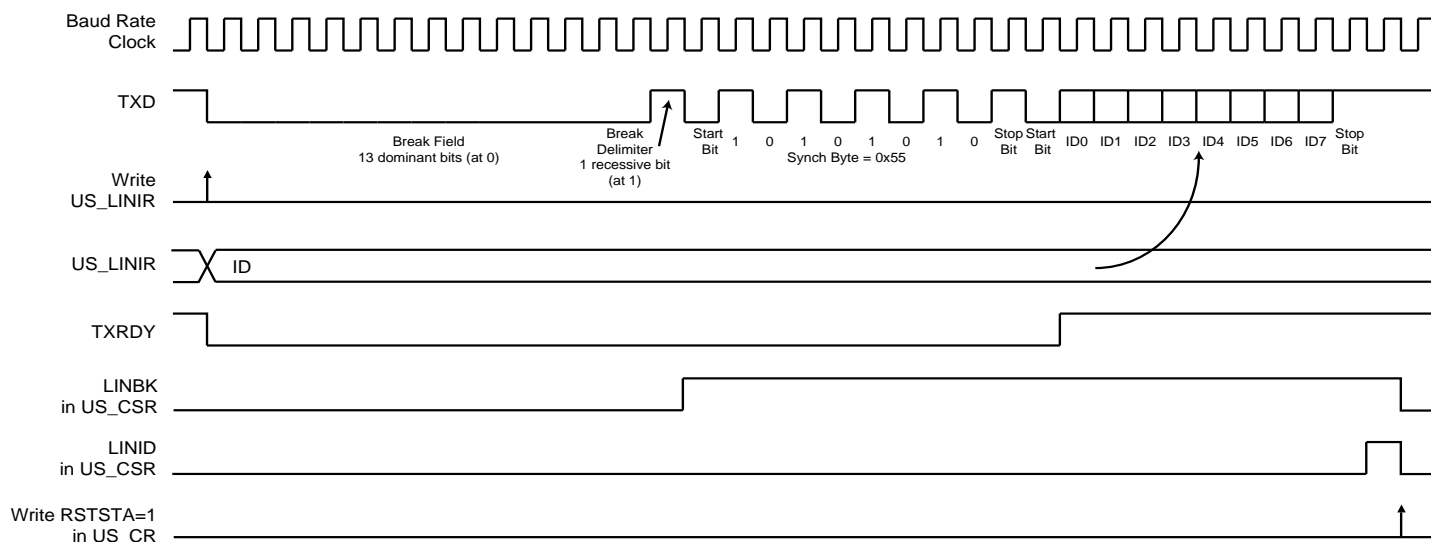 Baud Rate
Clock
TXD
Break Field
13 dominant bits (at 0)
Break
Delimiter
1 recessive bit
(at 1)
Start
Bit
1 0 1 0 1 0 1 0
Synch Byte = 0x55
Stop
Bit
Start
Bit
ID0 ID1 ID2 ID3 ID4 ID5 ID6 ID7
Stop
Bit
Write
US_LINIR
US_LINIR
ID
TXRDY
LINBK
in US_CSR
LINID
in US_CSR
Write RSTSTA=1
in US_CR